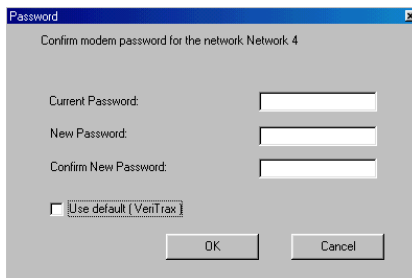 Password
Confirm modem password for the network Network 4
Current Password:
New Password:
Confirm New Password:
Use default ( VeriTrax )
OK Cancel